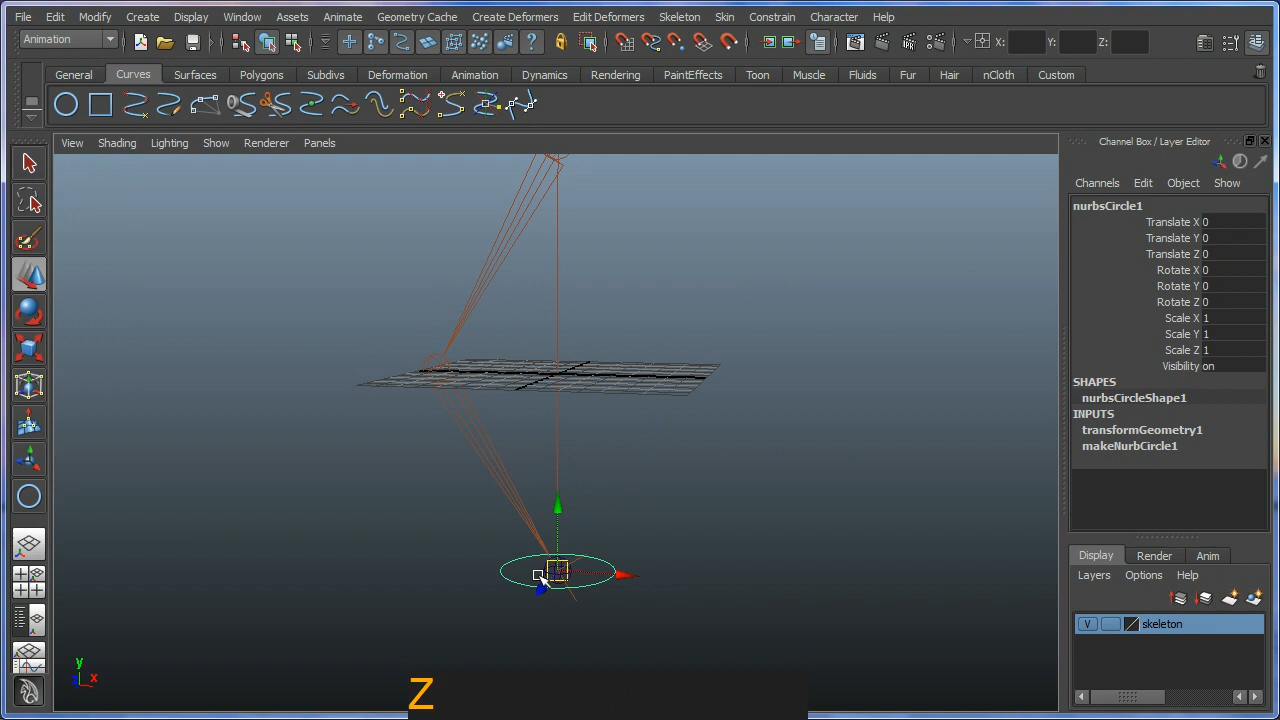 File Edit Modify Create Display Window Assets Animate Geometry Cache Create Deformers Edit Deformers Skeleton Skin Constrain Character Help
Animation X: Y: Z:
General Curves Surfaces Polygons Subdivs Deformation Animation Dynamics Rendering PaintEffects Toon Muscle Fluids Fur Hair nCloth Custom
View Shading Lighting Show Renderer Panels
Channel Box / Layer Editor
Channels Edit Object Show
nurbsCircle1
Translate X 0
Translate Y 0
Translate Z 0
Rotate X 0
Rotate Y 0
Rotate Z 0
Scale X 1
Scale Y 1
Scale Z 1
Visibility on
SHAPES
nurbsCircleShape1
INPUTS
transformGeometry1
makeNurbCircle1
Display Render Anim
Layers Options Help
V skeleton
y
z x
Z